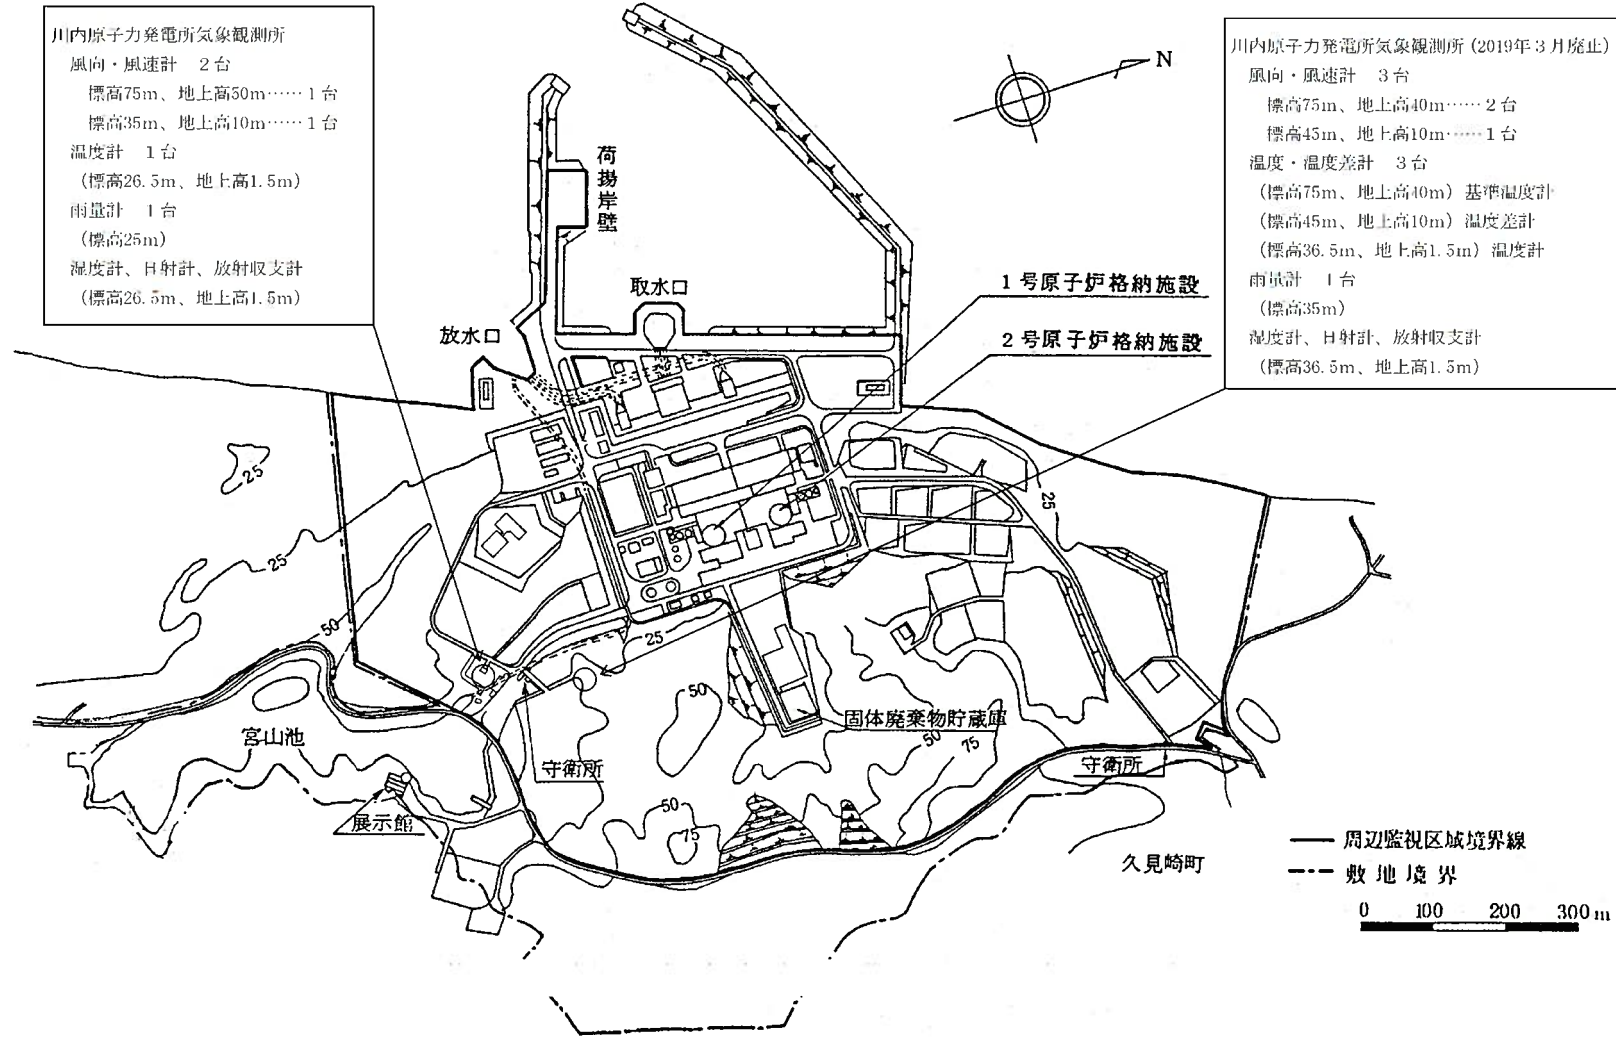 川内原子力発電所気象観測所
風向・風速計 2台
標高75m、地上高50m……1台
標高35m、地上高10m……1台
温度計 1台
(標高26.5m、地上高1.5m)
雨量計 1台
(標高25m)
湿度計、日射計、放射収支計
(標高26.5m、地上高1.5m)
川内原子力発電所気象観測所(2019年3月廃止)
風向・風速計 3台
標高75m、地上高40m……2台
標高45m、地上高10m……1台
温度・温度差計 3台
(標高75m、地上高40m)基準温度計
(標高45m、地上高10m)温度差計
(標高36.5m、地上高1.5m)温度計
雨量計 1台
(標高35m)
湿度計、日射計、放射収支計
(標高36.5m、地上高1.5m)
N
荷揚岸壁
取水口
放水口
1号原子炉格納施設
2号原子炉格納施設
25
25
25
50
25
50
固体廃棄物貯蔵庫
50
75
宮山池
守衛所
守衛所
展示館
50
75
久見崎町
周辺監視区域境界線
敷地境界
0 100 200 300m